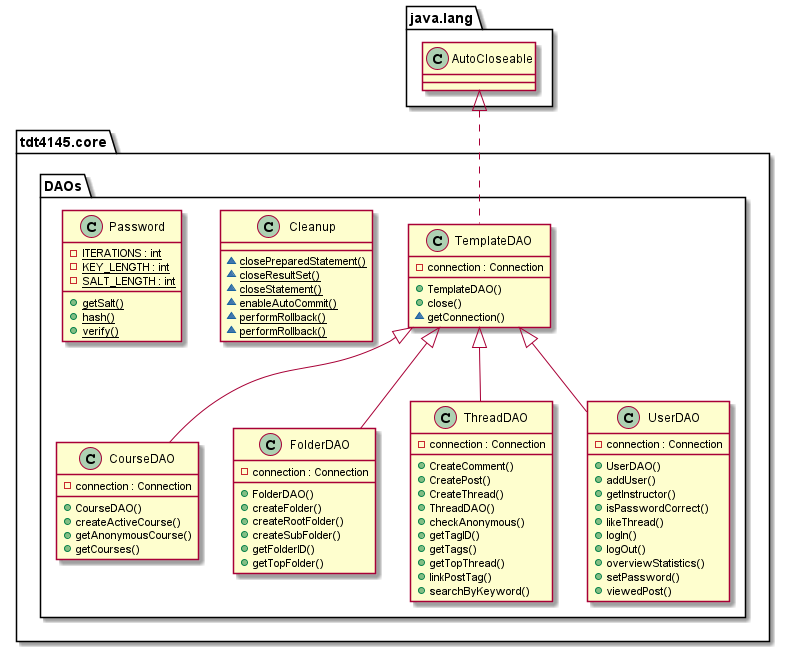 java.lang
C AutoCloseable
tdt4145.core
DAOs
C Password
ITERATIONS : int
KEY_LENGTH : int
SALT_LENGTH : int
getSalt()
hash()
verify()
C Cleanup
closePreparedStatement()
closeResultSet()
closeStatement()
enableAutoCommit()
performRollback()
performRollback()
C TemplateDAO
connection : Connection
TemplateDAO()
close()
getConnection()
C CourseDAO
connection : Connection
CourseDAO()
createActiveCourse()
getAnonymousCourse()
getCourses()
C FolderDAO
connection : Connection
FolderDAO()
createFolder()
createRootFolder()
createSubFolder()
getFolderID()
getTopFolder()
C ThreadDAO
connection : Connection
CreateComment()
CreatePost()
CreateThread()
ThreadDAO()
checkAnonymous()
getTagID()
getTags()
getTopThread()
linkPostTag()
searchByKeyword()
C UserDAO
connection : Connection
UserDAO()
addUser()
getInstructor()
isPasswordCorrect()
likeThread()
logIn()
logOut()
overviewStatistics()
setPassword()
viewedPost()